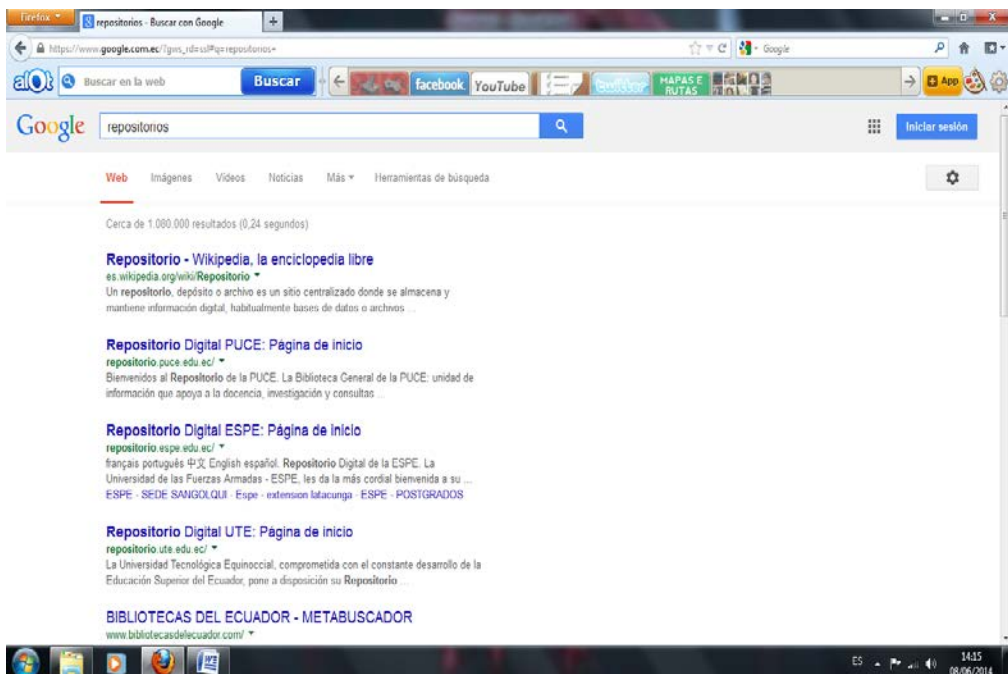 Firefox
repositorios - Buscar con Google
https://www.google.com.ec/?gws_rd=ssl#q=repositorios+
Google
alot
Buscar en la web
Buscar
facebook
YouTube
twitter
MAPAS E RUTAS
App
Google
repositorios
Iniciar sesión
Web Imágenes Vídeos Noticias Más Herramientas de búsqueda
Cerca de 1.080.000 resultados (0,24 segundos)
Repositorio - Wikipedia, la enciclopedia libre
es.wikipedia.org/wiki/Repositorio
Un repositorio, depósito o archivo es un sitio centralizado donde se almacena y
mantiene información digital, habitualmente bases de datos o archivos ...
Repositorio Digital PUCE: Página de inicio
repositorio.puce.edu.ec/
Bienvenidos al Repositorio de la PUCE. La Biblioteca General de la PUCE: unidad de
información que apoya a la docencia, investigación y consultas ...
Repositorio Digital ESPE: Página de inicio
repositorio.espe.edu.ec/
français português 中文 English español. Repositorio Digital de la ESPE. La
Universidad de las Fuerzas Armadas - ESPE, les da la más cordial bienvenida a su ...
ESPE - SEDE SANGOLQUI - Espe - extension latacunga - ESPE - POSTGRADOS
Repositorio Digital UTE: Página de inicio
repositorio.ute.edu.ec/
La Universidad Tecnológica Equinoccial, comprometida con el constante desarrollo de la
Educación Superior del Ecuador, pone a disposición su Repositorio ...
BIBLIOTECAS DEL ECUADOR - METABUSCADOR
www.bibliotecasdelecuador.com/
ES
14:15
08/06/2014